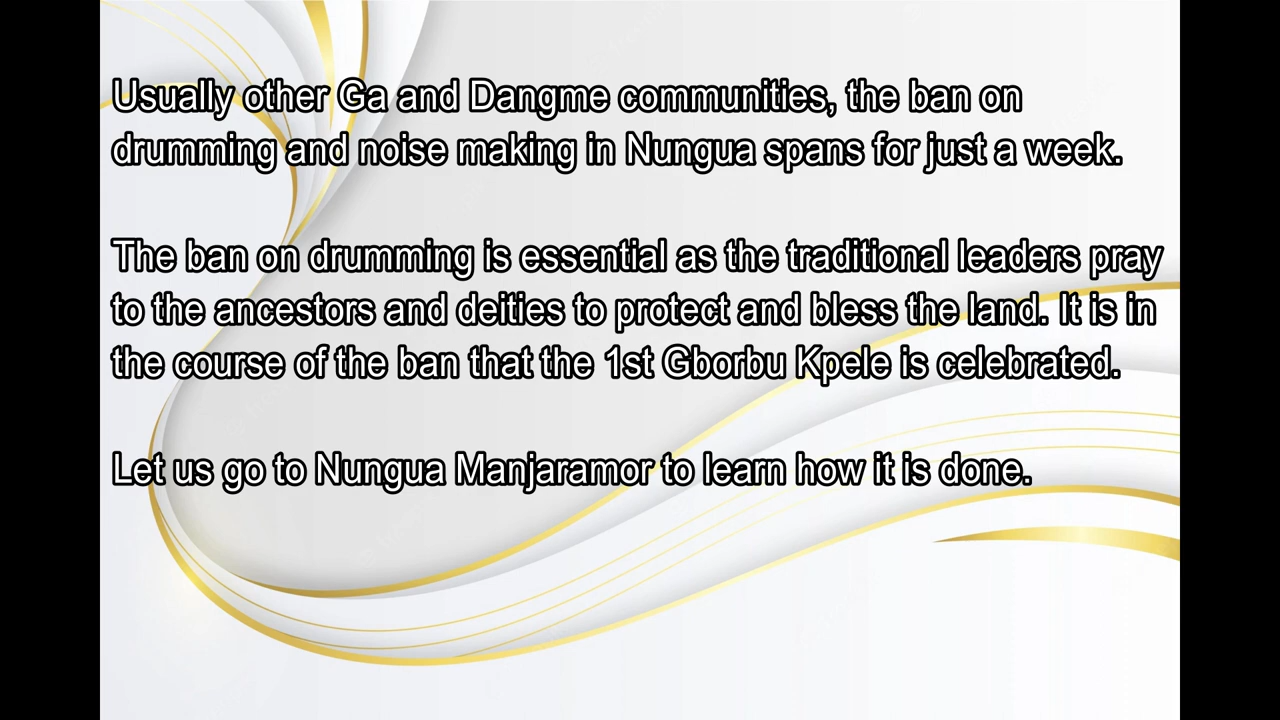 Usually other Ga and Dangme communities, the ban on
drumming and noise making in Nungua spans for just a week.
The ban on drumming is essential as the traditional leaders pray
to the ancestors and deities to protect and bless the land. It is in
the course of the ban that the 1st Gborbu Kpele is celebrated.
Let us go to Nungua Manjaramor to learn how it is done.